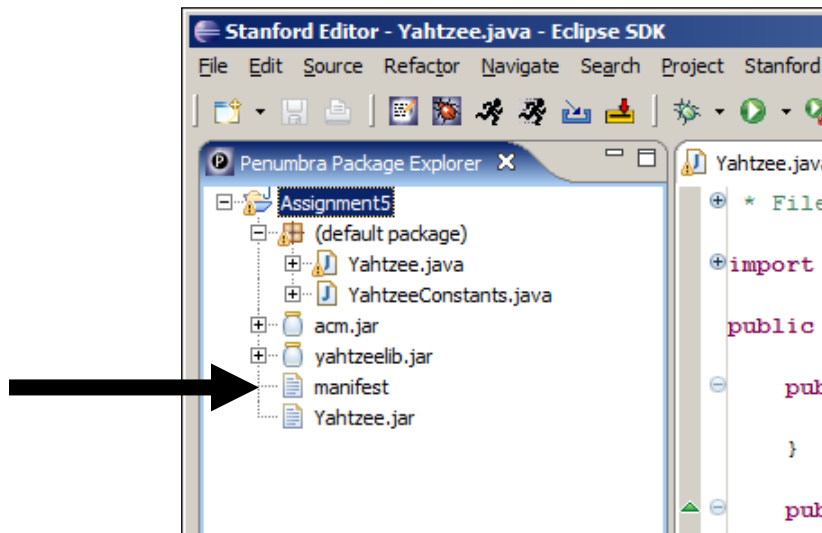 Stanford Editor - Yahtzee.java - Eclipse SDK
File Edit Source Refactor Navigate Search Project Stanford
Penumbra Package Explorer
Yahtzee.java
Assignment5
* File
(default package)
Yahtzee.java
import
YahtzeeConstants.java
acm.jar
public
yahtzeelib.jar
manifest
pub
Yahtzee.jar
}
pub